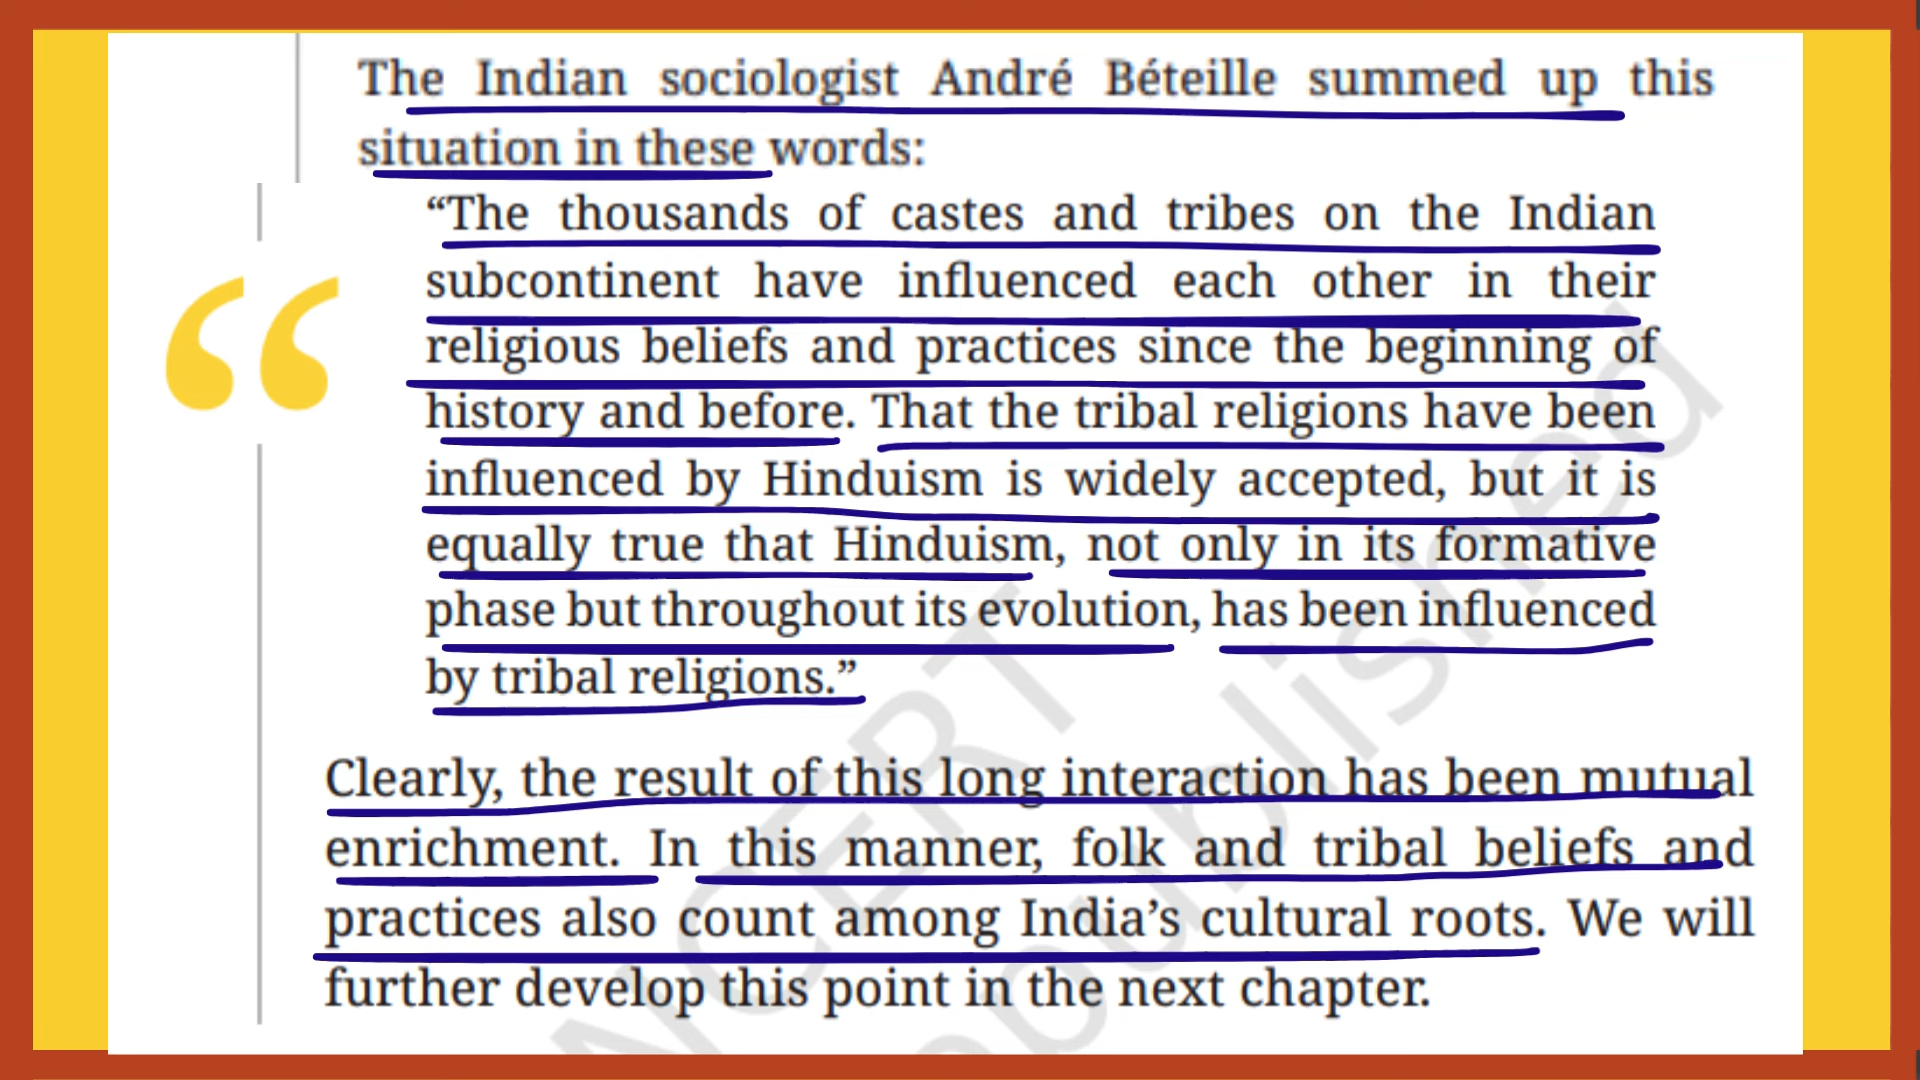 The Indian sociologist André Béteille summed up this
situation in these words:
“The thousands of castes and tribes on the Indian
subcontinent have influenced each other in their
religious beliefs and practices since the beginning of
history and before. That the tribal religions have been
influenced by Hinduism is widely accepted, but it is
equally true that Hinduism, not only in its formative
phase but throughout its evolution, has been influenced
by tribal religions.”
Clearly, the result of this long interaction has been mutual
enrichment. In this manner, folk and tribal beliefs and
practices also count among India’s cultural roots. We will
further develop this point in the next chapter.
NCERT
published